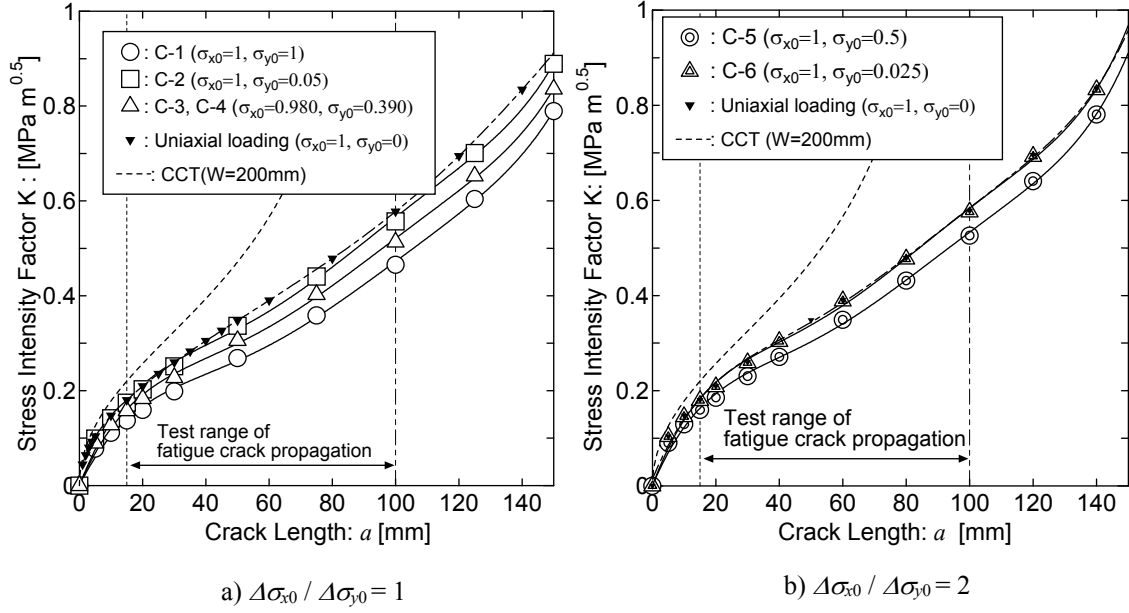 Stress Intensity Factor K : [MPa m^0.5]
1
0.8
0.6
0.4
0.2
0
: C-1 (σx0=1, σy0=1)
: C-2 (σx0=1, σy0=0.05)
: C-3, C-4 (σx0=0.980, σy0=0.390)
: Uniaxial loading (σx0=1, σy0=0)
: CCT(W=200mm)
Test range of
fatigue crack propagation
0 20 40 60 80 100 120 140
Crack Length: a [mm]
a) Δσx0 / Δσy0 = 1
Stress Intensity Factor K: [MPa m^0.5]
1
0.8
0.6
0.4
0.2
0
: C-5 (σx0=1, σy0=0.5)
: C-6 (σx0=1, σy0=0.025)
: Uniaxial loading (σx0=1, σy0=0)
: CCT (W=200mm)
Test range of
fatigue crack propagation
0 20 40 60 80 100 120 140
Crack Length: a [mm]
b) Δσx0 / Δσy0 = 2